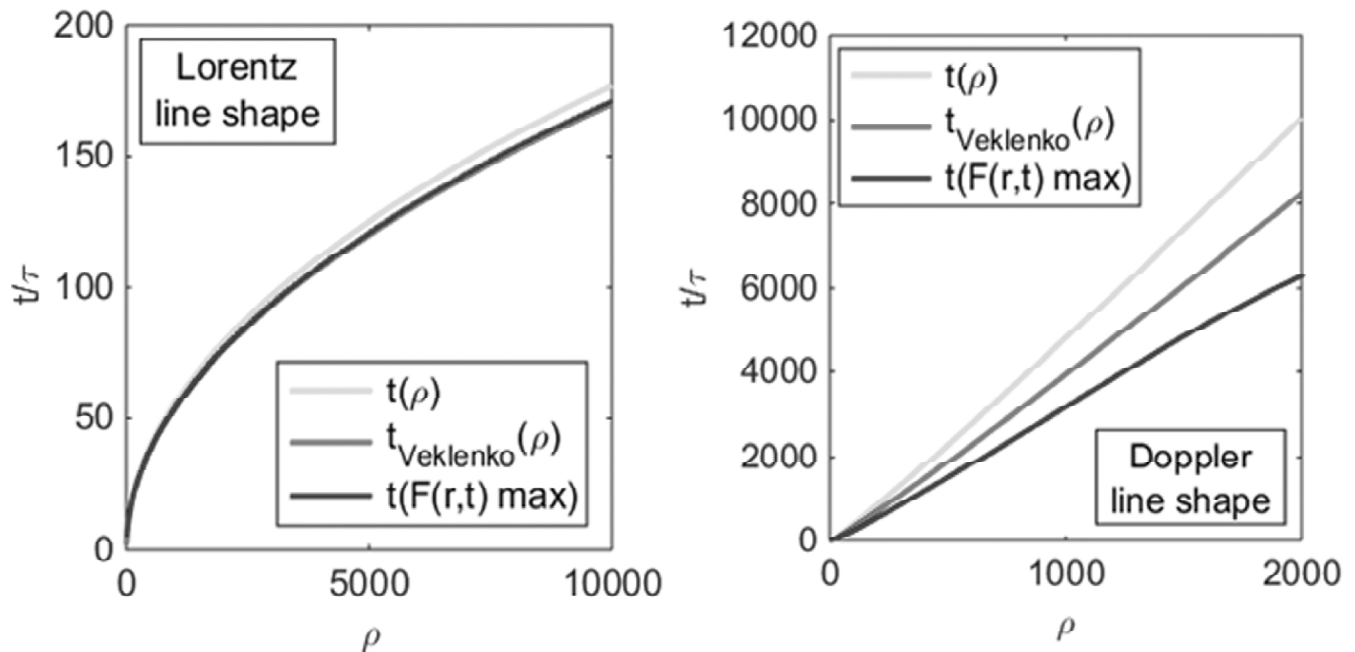 200
150
100
50
0
t/τ
Lorentz
line shape
t(ρ)
t_Veklenko(ρ)
t(F(r,t) max)
0
5000
10000
ρ
12000
10000
8000
6000
4000
2000
0
t/τ
t(ρ)
t_Veklenko(ρ)
t(F(r,t) max)
Doppler
line shape
0
1000
2000
ρ